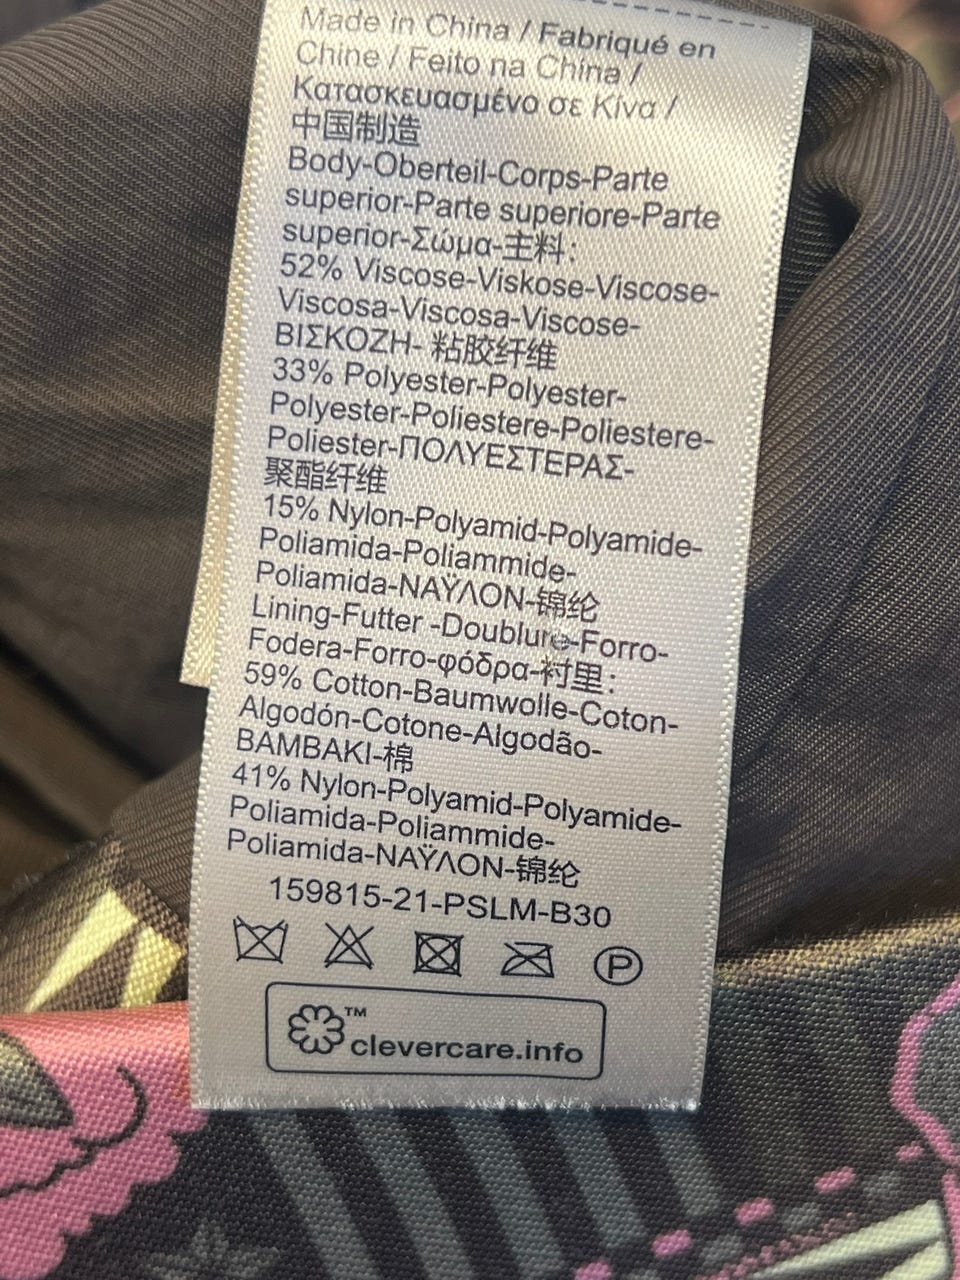 Made in China / Fabriqué en
Chine / Feito na China /
Κατασκευασμένο σε Κίνα /
中国制造
Body-Oberteil-Corps-Parte
superior-Parte superiore-Parte
superior-Σώμα-主料:
52% Viscose-Viskose-Viscose-
Viscosa-Viscosa-Viscose-
ΒΙΣΚΟΖΗ- 粘胶纤维
33% Polyester-Polyester-
Polyester-Poliestere-Poliestere-
Poliester-ΠΟΛΥΕΣΤΕΡΑΣ-
聚酯纤维
15% Nylon-Polyamid-Polyamide-
Poliamida-Poliammide-
Poliamida-ΝΑΫΛΟΝ-锦纶
Lining-Futter -Doublure-Forro-
Fodera-Forro-φόδρα-衬里:
59% Cotton-Baumwolle-Coton-
Algodón-Cotone-Algodão-
ΒΑΜΒΑΚΙ-棉
41% Nylon-Polyamid-Polyamide-
Poliamida-Poliammide-
Poliamida-ΝΑΫΛΟΝ-锦纶
159815-21-PSLM-B30
P
™
clevercare.info